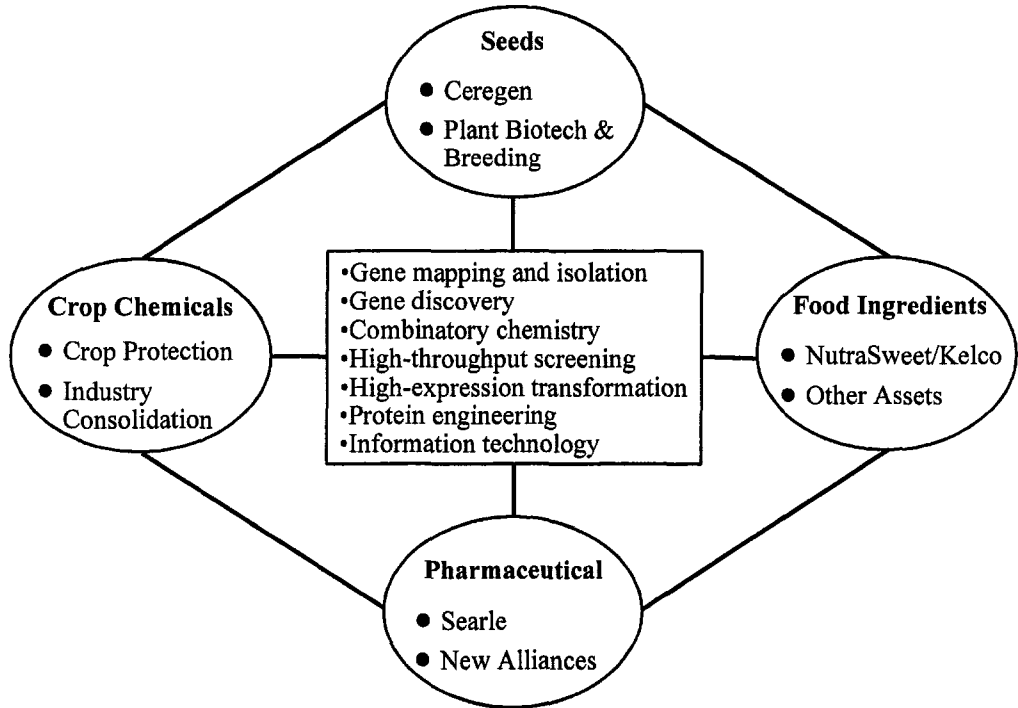 Seeds
● Ceregen
● Plant Biotech &
Breeding
Crop Chemicals
● Crop Protection
● Industry
Consolidation
•Gene mapping and isolation
•Gene discovery
•Combinatory chemistry
•High-throughput screening
•High-expression transformation
•Protein engineering
•Information technology
Food Ingredients
● NutraSweet/Kelco
● Other Assets
Pharmaceutical
● Searle
● New Alliances